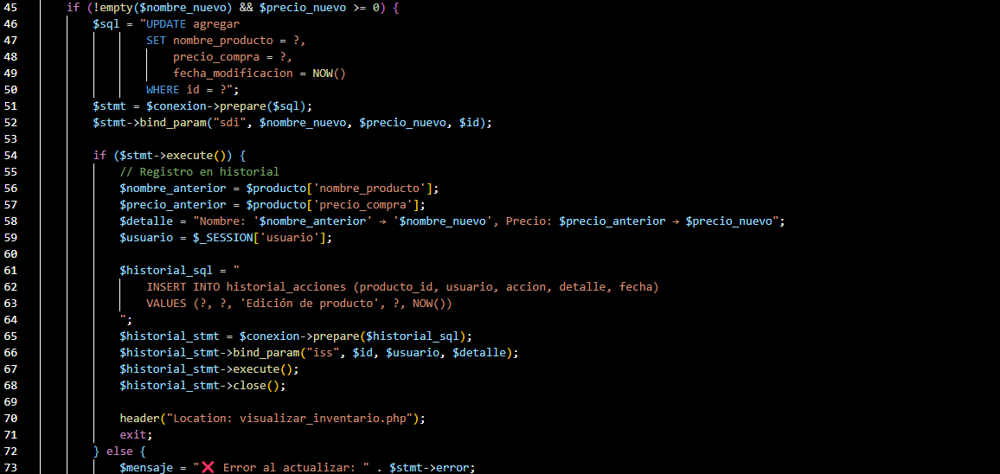 45 if (!empty($nombre_nuevo) && $precio_nuevo >= 0) {
46 $sql = "UPDATE agregar
47 SET nombre_producto = ?,
48 precio_compra = ?,
49 fecha_modificacion = NOW()
50 WHERE id = ?";
51 $stmt = $conexion->prepare($sql);
52 $stmt->bind_param("sdi", $nombre_nuevo, $precio_nuevo, $id);
53
54 if ($stmt->execute()) {
55 // Registro en historial
56 $nombre_anterior = $producto['nombre_producto'];
57 $precio_anterior = $producto['precio_compra'];
58 $detalle = "Nombre: '$nombre_anterior' → '$nombre_nuevo', Precio: $precio_anterior → $precio_nuevo";
59 $usuario = $_SESSION['usuario'];
60
61 $historial_sql = "
62 INSERT INTO historial_acciones (producto_id, usuario, accion, detalle, fecha)
63 VALUES (?, ?, 'Edición de producto', ?, NOW())
64 ";
65 $historial_stmt = $conexion->prepare($historial_sql);
66 $historial_stmt->bind_param("iss", $id, $usuario, $detalle);
67 $historial_stmt->execute();
68 $historial_stmt->close();
69
70 header("Location: visualizar_inventario.php");
71 exit;
72 } else {
73 $mensaje = "❌ Error al actualizar: " . $stmt->error;